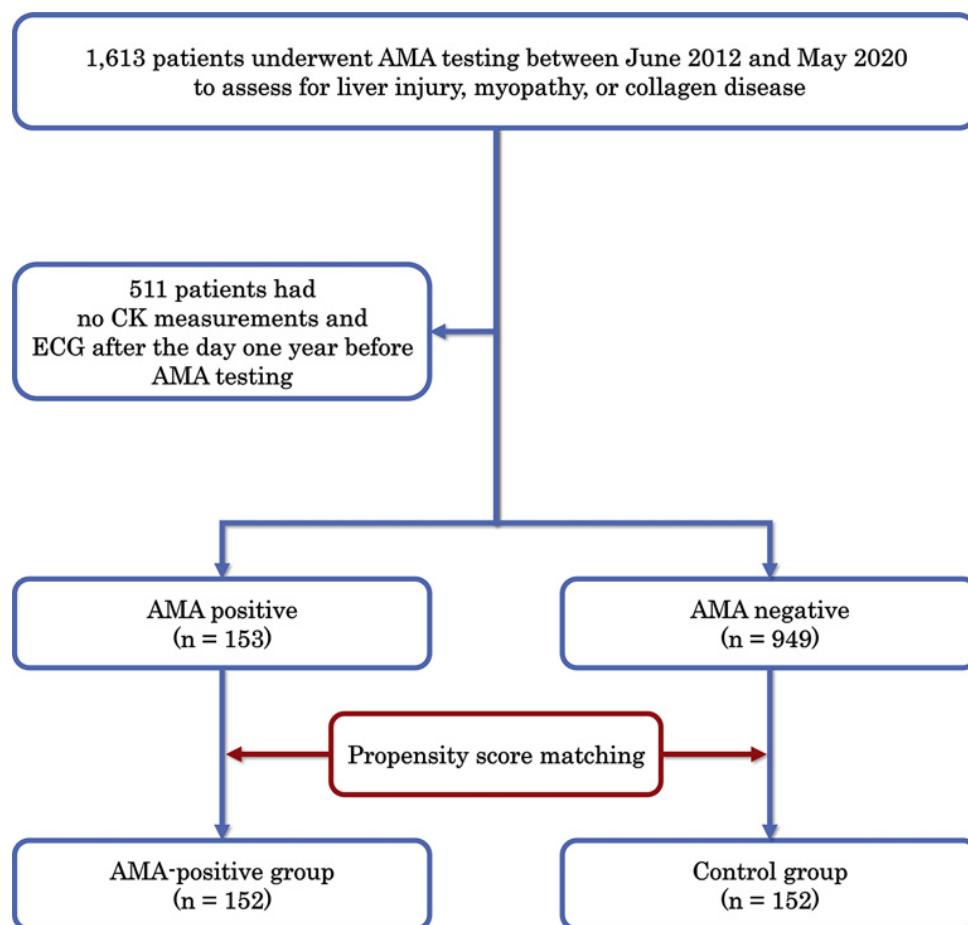 1,613 patients underwent AMA testing between June 2012 and May 2020
to assess for liver injury, myopathy, or collagen disease
511 patients had
no CK measurements and
ECG after the day one year before
AMA testing
AMA positive
(n = 153)
AMA negative
(n = 949)
Propensity score matching
AMA-positive group
(n = 152)
Control group
(n = 152)